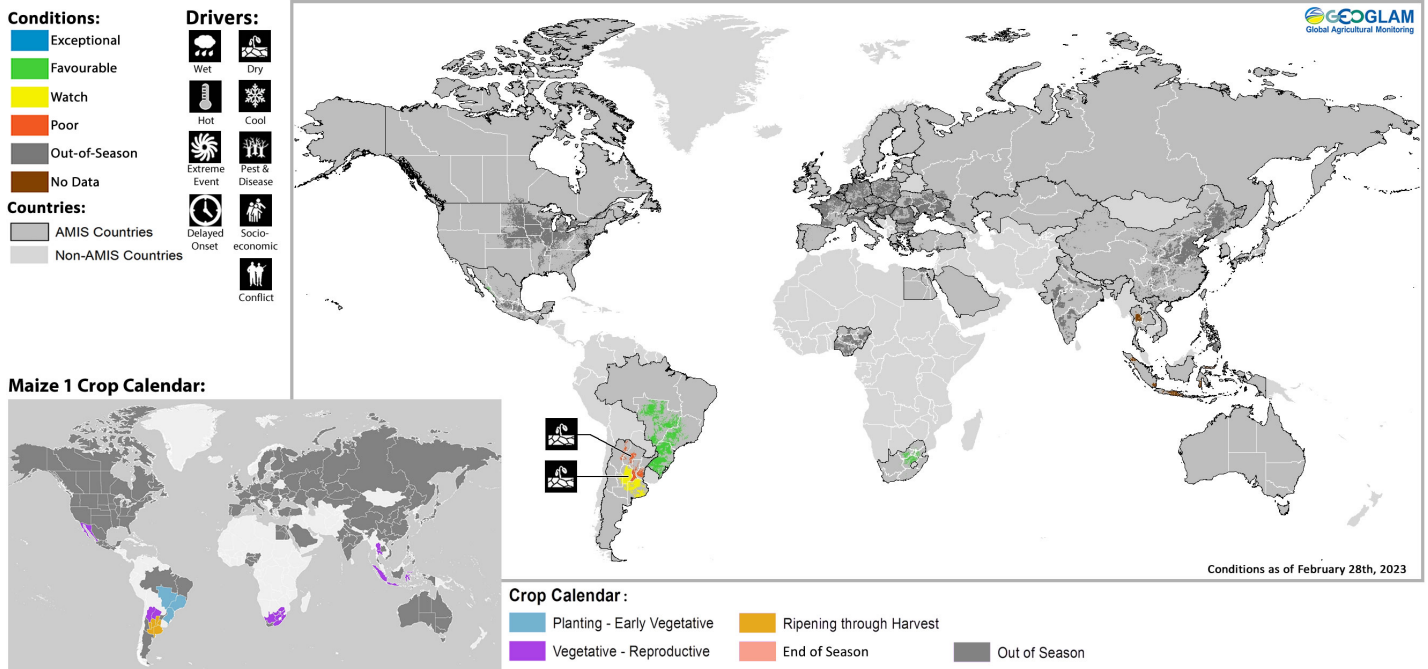 Conditions:
Exceptional
Favourable
Watch
Poor
Out-of-Season
No Data
Countries:
AMIS Countries
Non-AMIS Countries
Drivers:
Wet
Dry
Hot
Cool
Extreme
Event
Pest &
Disease
Delayed
Onset
Socio-
economic
Conflict
GEOGLAM
Global Agricultural Monitoring
Conditions as of February 28th, 2023
Maize 1 Crop Calendar:
Crop Calendar :
Planting - Early Vegetative
Ripening through Harvest
Vegetative - Reproductive
End of Season
Out of Season